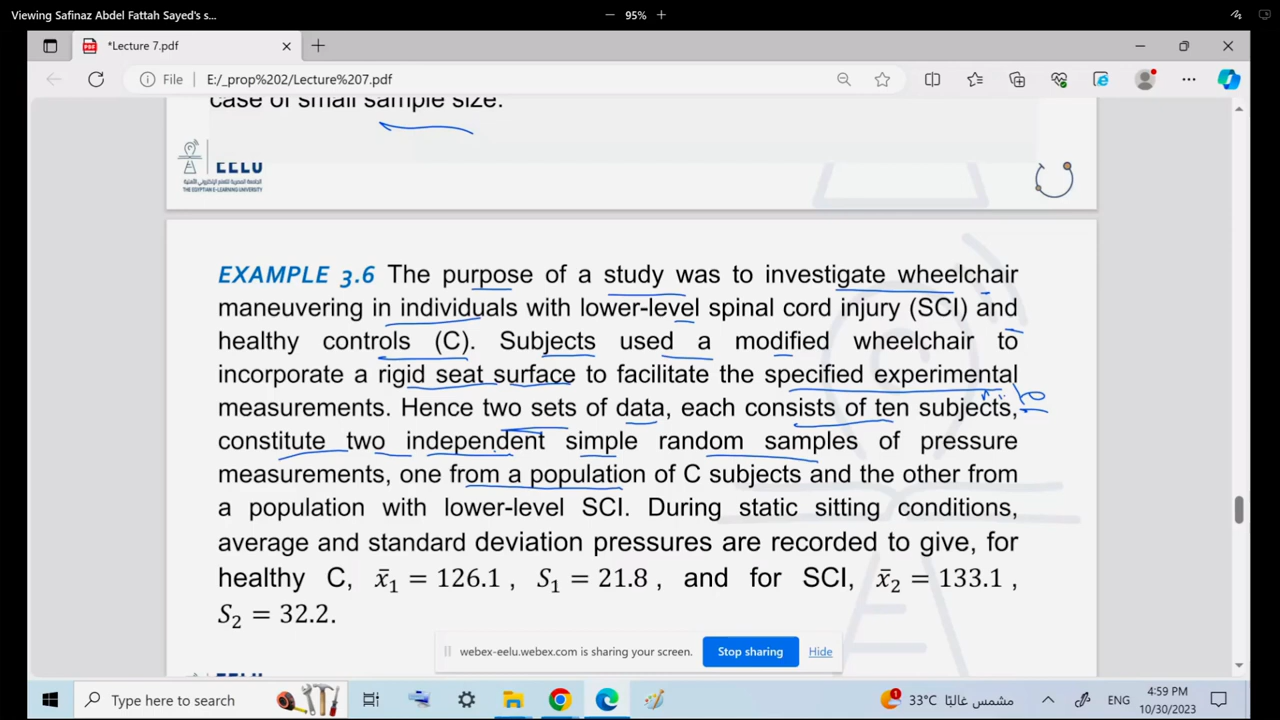 Viewing Safinaz Abdel Fattah Sayed's s...
95%
*Lecture 7.pdf
File
E:/_prop%202/Lecture%207.pdf
case of small sample size.
EELU
THE EGYPTIAN E-LEARNING UNIVERSITY
EXAMPLE 3.6 The purpose of a study was to investigate wheelchair
maneuvering in individuals with lower-level spinal cord injury (SCI) and
healthy controls (C). Subjects used a modified wheelchair to
incorporate a rigid seat surface to facilitate the specified experimental
measurements. Hence two sets of data, each consists of ten subjects,
constitute two independent simple random samples of pressure
measurements, one from a population of C subjects and the other from
a population with lower-level SCI. During static sitting conditions,
average and standard deviation pressures are recorded to give, for
healthy C, x̄₁ = 126.1 , S₁ = 21.8 , and for SCI, x̄₂ = 133.1 ,
S₂ = 32.2.
webex-eelu.webex.com is sharing your screen.
Stop sharing
Hide
Type here to search
1
33°C مشمس غالبًا
ENG
4:59 PM
10/30/2023